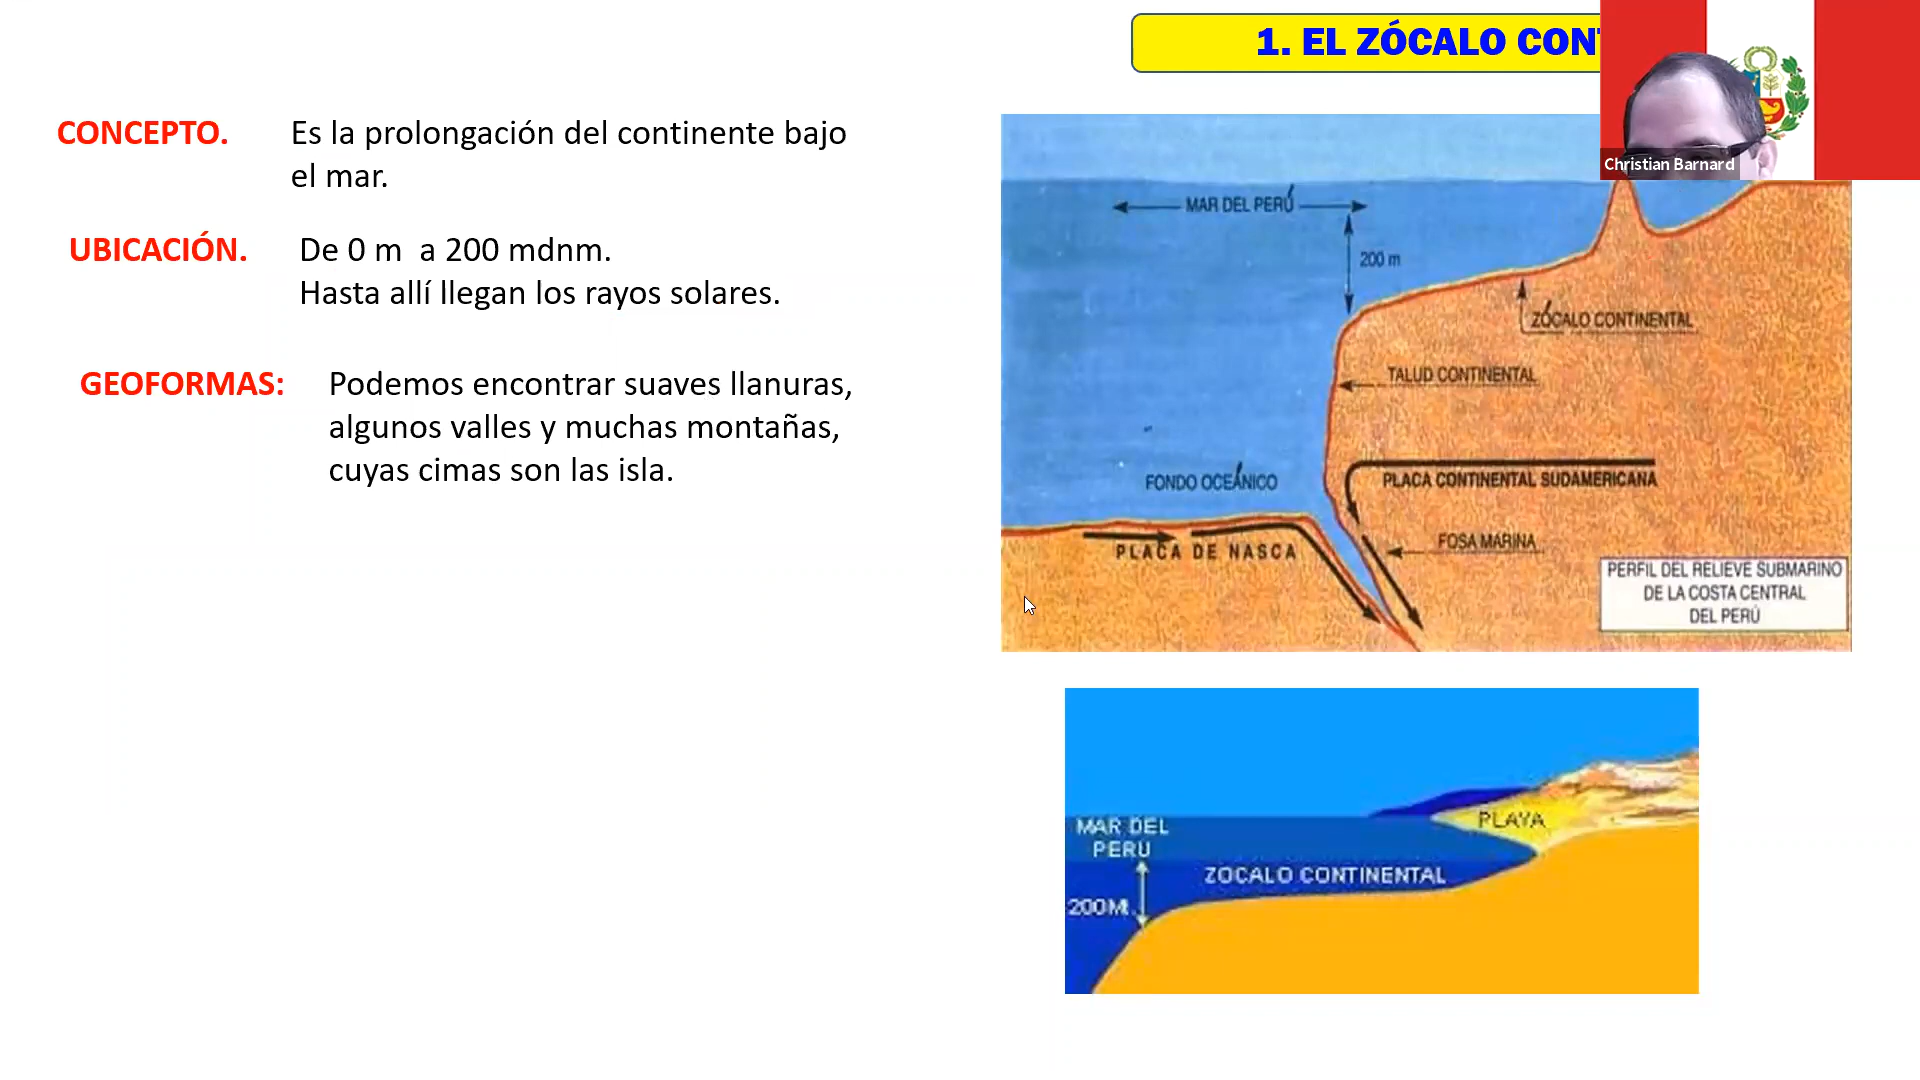 1. EL ZÓCALO CON
Christian Barnard
CONCEPTO. Es la prolongación del continente bajo
el mar.
UBICACIÓN. De 0 m a 200 mdnm.
Hasta allí llegan los rayos solares.
GEOFORMAS: Podemos encontrar suaves llanuras,
algunos valles y muchas montañas,
cuyas cimas son las isla.
MAR DEL PERÚ
200 m
ZÓCALO CONTINENTAL
TALUD CONTINENTAL
FONDO OCEÁNICO
PLACA CONTINENTAL SUDAMERICANA
FOSA MARINA
PLACA DE NASCA
PERFIL DEL RELIEVE SUBMARINO
DE LA COSTA CENTRAL
DEL PERÚ
PLAYA
MAR DEL
PERU
ZOCALO CONTINENTAL
200Mt.